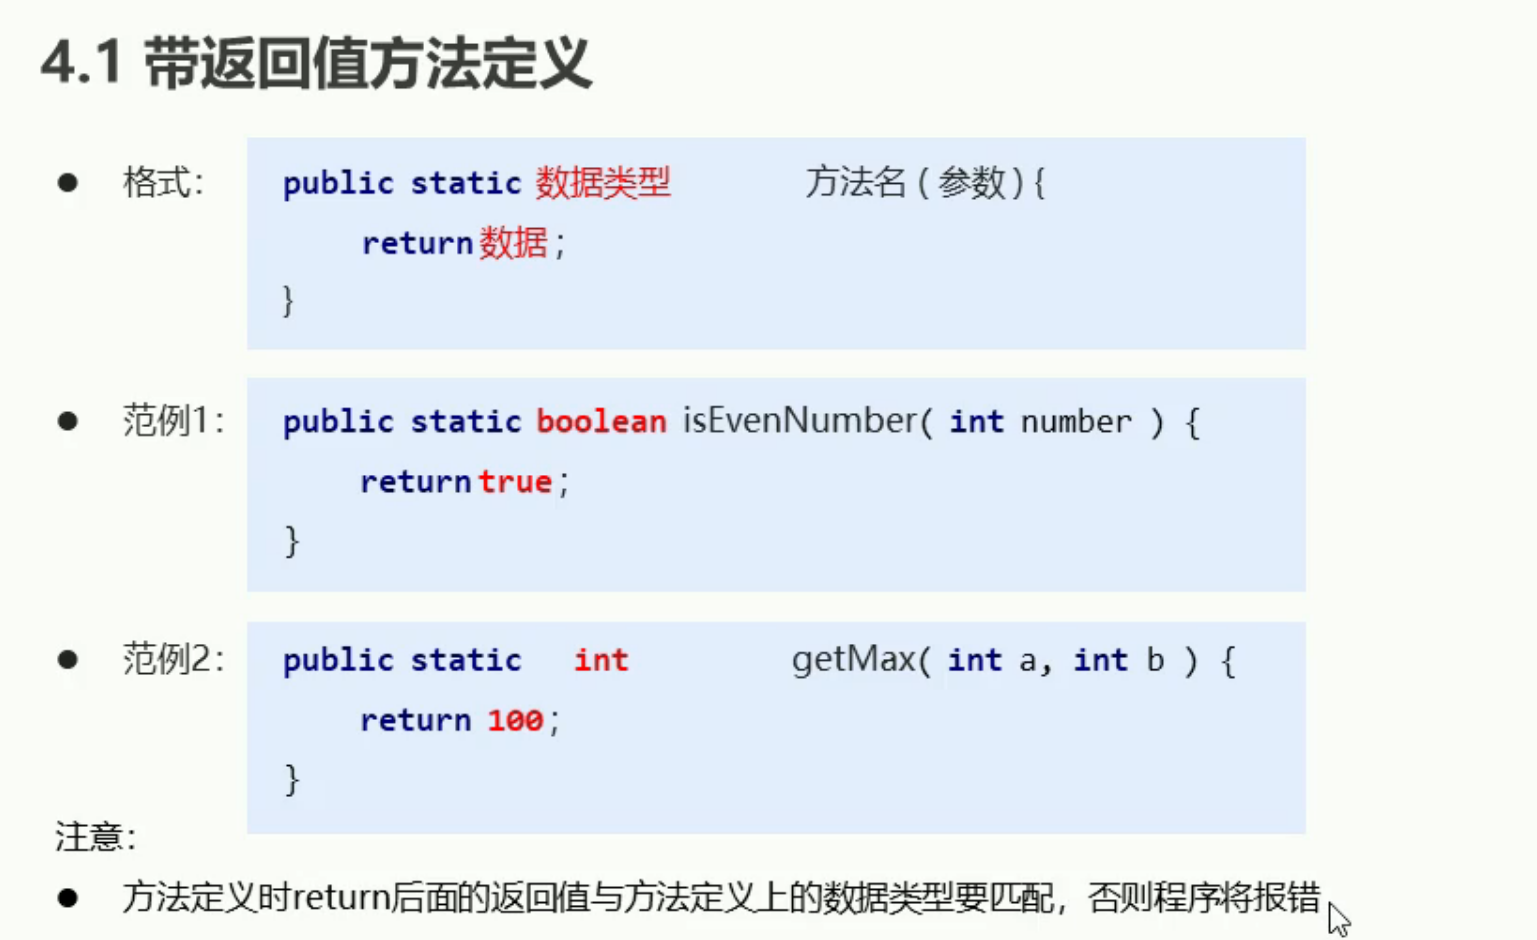 4.1 带返回值方法定义
● 格式： public static 数据类型 方法名 ( 参数 ) {
return 数据 ;
}
● 范例1： public static boolean isEvenNumber( int number ) {
return true ;
}
● 范例2： public static int getMax( int a, int b ) {
return 100 ;
}
注意：
● 方法定义时return后面的返回值与方法定义上的数据类型要匹配，否则程序将报错